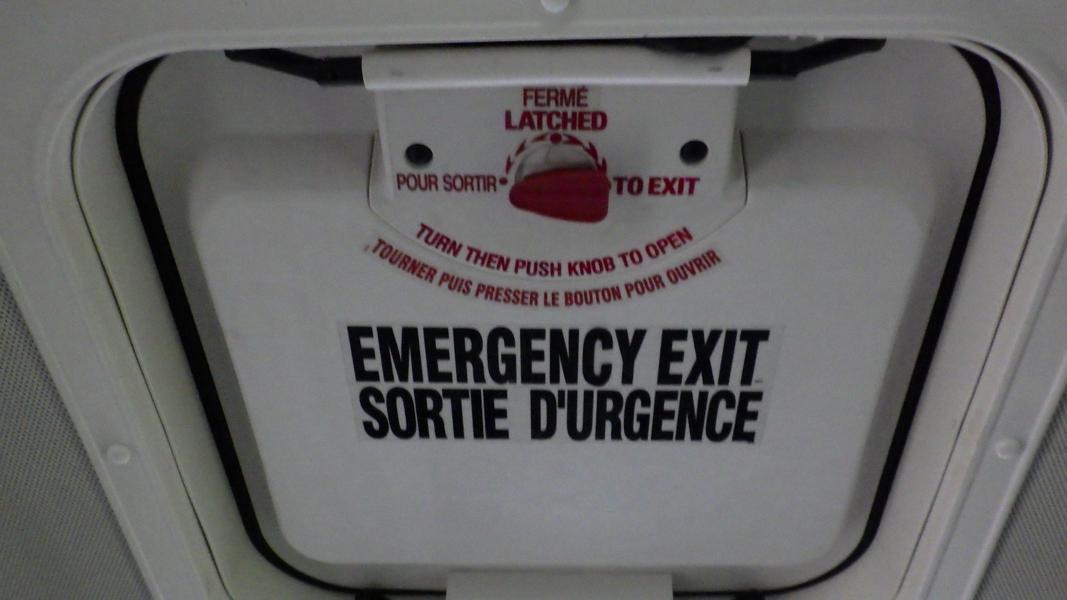 FERMÉ
LATCHED
POUR SORTIR
TO EXIT
TURN THEN PUSH KNOB TO OPEN
TOURNER PUIS PRESSER LE BOUTON POUR OUVRIR
EMERGENCY EXIT
SORTIE D'URGENCE